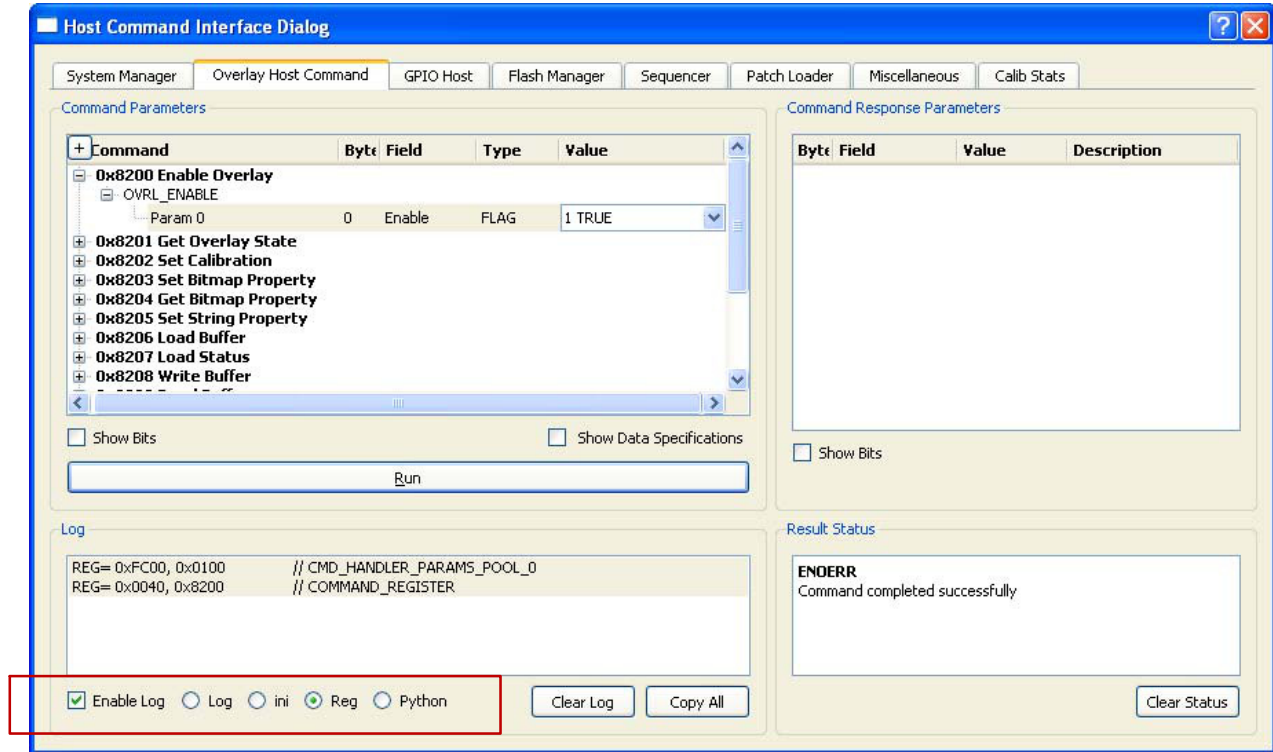 Host Command Interface Dialog
System Manager Overlay Host Command GPIO Host Flash Manager Sequencer Patch Loader Miscellaneous Calib Stats
Command Parameters
Command Byte Field Type Value
0x8200 Enable Overlay
OVRL_ENABLE
Param 0 0 Enable FLAG 1 TRUE
0x8201 Get Overlay State
0x8202 Set Calibration
0x8203 Set Bitmap Property
0x8204 Get Bitmap Property
0x8205 Set String Property
0x8206 Load Buffer
0x8207 Load Status
0x8208 Write Buffer
Show Bits Show Data Specifications
Run
Command Response Parameters
Byte Field Value Description
Show Bits
Log
REG= 0xFC00, 0x0100 // CMD_HANDLER_PARAMS_POOL_0
REG= 0x0040, 0x8200 // COMMAND_REGISTER
Enable Log Log ini Reg Python Clear Log Copy All
Result Status
ENOERR
Command completed successfully
Clear Status